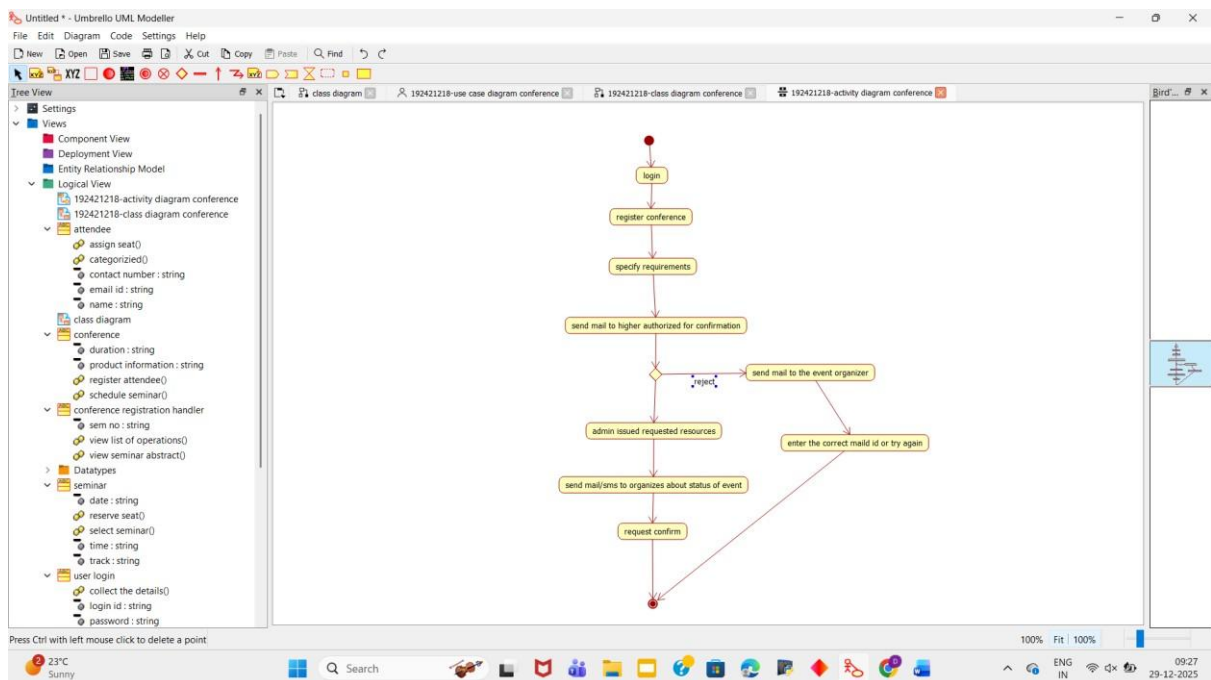 Untitled * - Umbrello UML Modeller
File Edit Diagram Code Settings Help
New Open Save Cut Copy Paste Find
XYZ
Tree View
class diagram
192421218-use case diagram conference
192421218-class diagram conference
192421218-activity diagram conference
Bird'...
Settings
Views
Component View
Deployment View
Entity Relationship Model
Logical View
192421218-activity diagram conference
192421218-class diagram conference
attendee
assign seat()
categorizied()
contact number : string
email id : string
name : string
class diagram
conference
duration : string
product information : string
register attendee()
schedule seminar()
conference registration handler
sem no : string
view list of operations()
view seminar abstract()
Datatypes
seminar
date : string
reserve seat()
select seminar()
time : string
track : string
user login
collect the details()
login id : string
password : string
login
register conference
specify requirements
send mail to higher authorized for confirmation
reject
send mail to the event organizer
admin issued requested resources
enter the correct maild id or try again
send mail/sms to organizes about status of event
request confirm
Press Ctrl with left mouse click to delete a point
100% Fit 100%
2
23°C
Sunny
Search
ENG
IN
09:27
29-12-2025